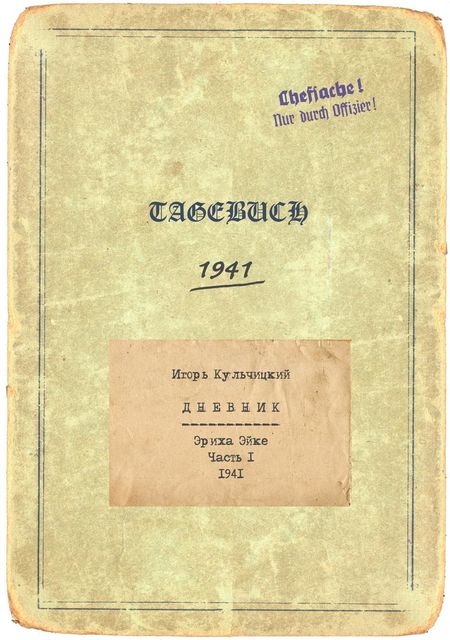 Chefsache!
Nur durch Offizier!
TAGEBUCH
1941
Игорь Кульчицкий
ДНЕВНИК
-----------
Эриха Эйке
Часть I
1941